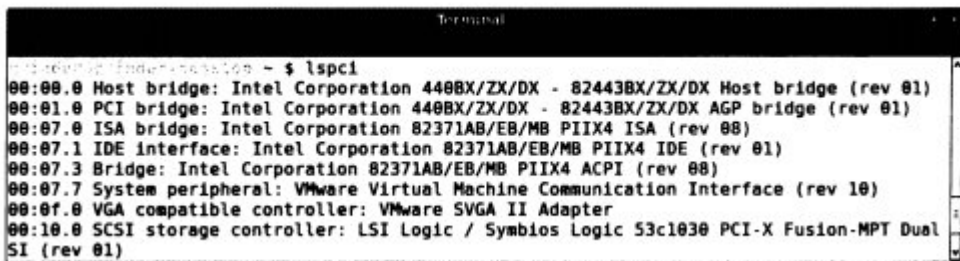 Terminal
~ $ lspci
00:00.0 Host bridge: Intel Corporation 440BX/ZX/DX - 82443BX/ZX/DX Host bridge (rev 01)
00:01.0 PCI bridge: Intel Corporation 440BX/ZX/DX - 82443BX/ZX/DX AGP bridge (rev 01)
00:07.0 ISA bridge: Intel Corporation 82371AB/EB/MB PIIX4 ISA (rev 08)
00:07.1 IDE interface: Intel Corporation 82371AB/EB/MB PIIX4 IDE (rev 01)
00:07.3 Bridge: Intel Corporation 82371AB/EB/MB PIIX4 ACPI (rev 08)
00:07.7 System peripheral: VMware Virtual Machine Communication Interface (rev 10)
00:0f.0 VGA compatible controller: VMware SVGA II Adapter
00:10.0 SCSI storage controller: LSI Logic / Symbios Logic 53c1030 PCI-X Fusion-MPT Dual
SI (rev 01)